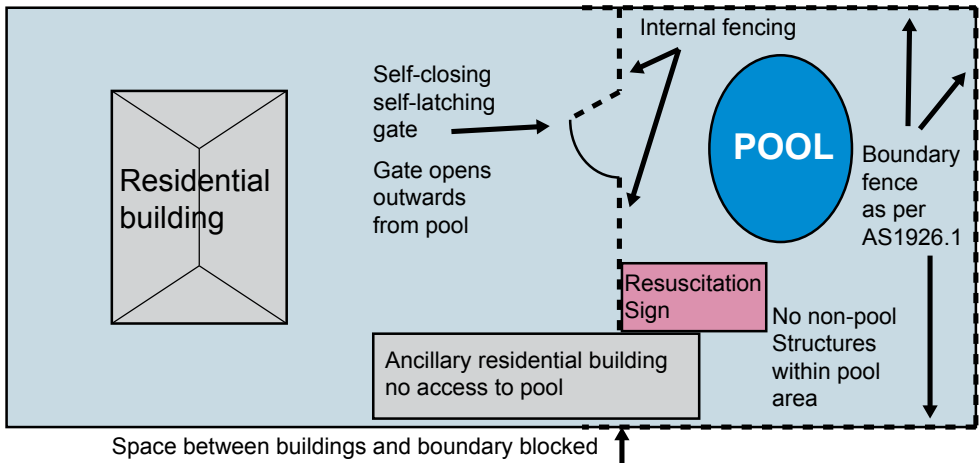 Internal fencing
Self-closing
self-latching
gate
Gate opens
outwards
from pool
Residential
building
POOL
Boundary
fence
as per
AS1926.1
Resuscitation
Sign
No non-pool
Structures
within pool
area
Ancillary residential building
no access to pool
Space between buildings and boundary blocked